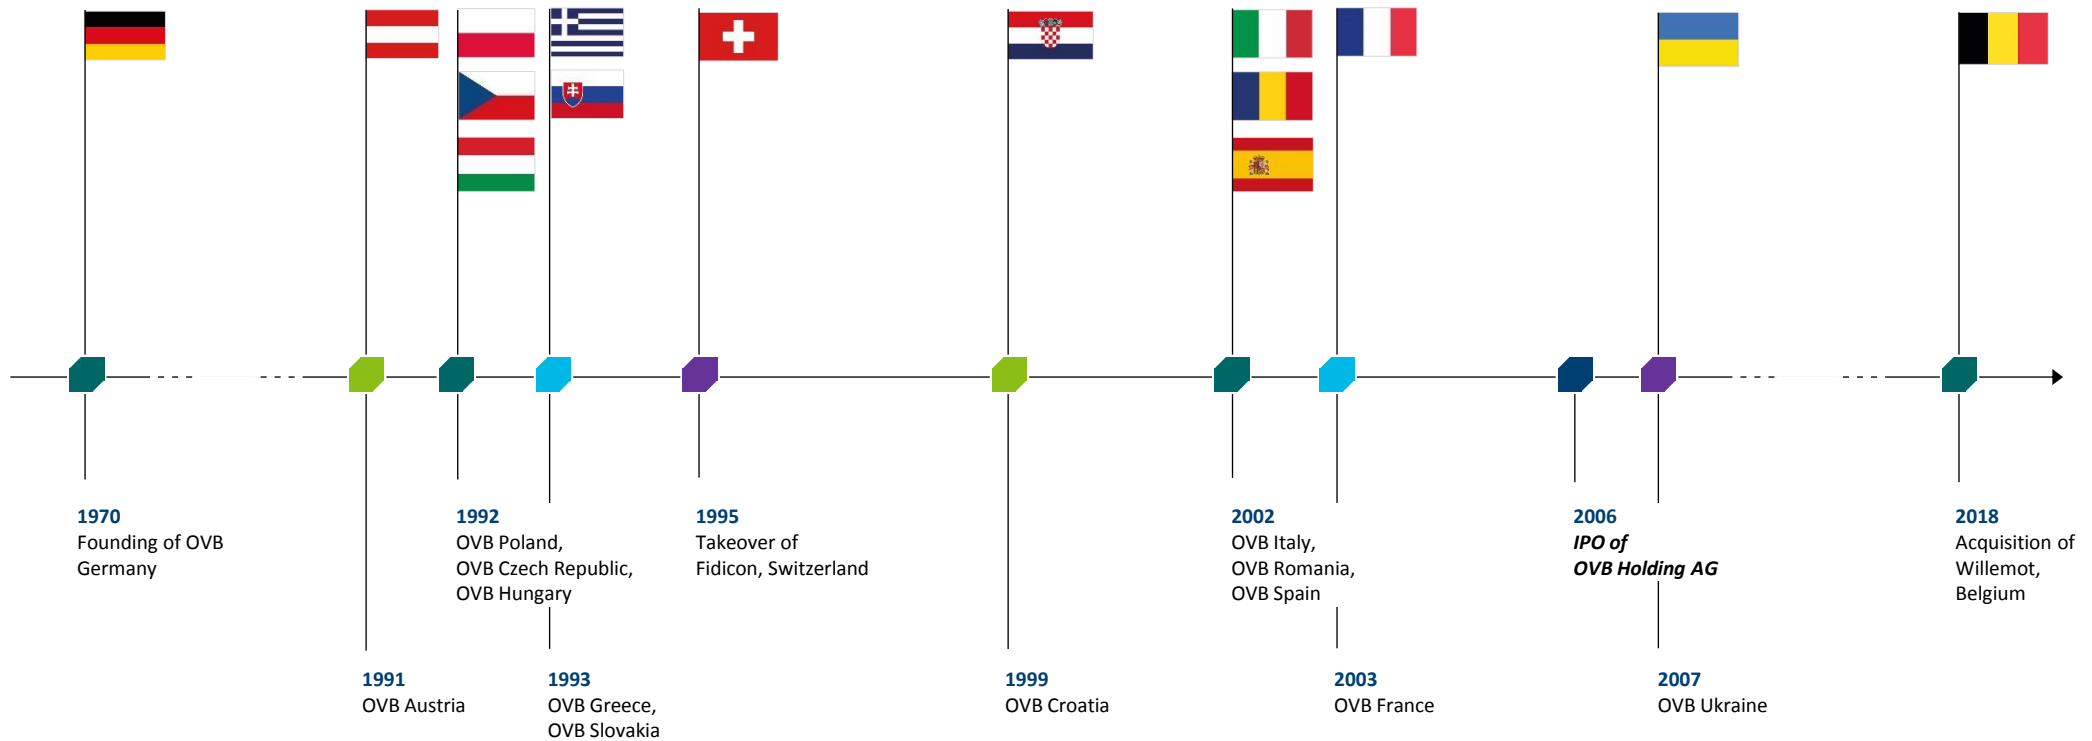 1970
Founding of OVB
Germany
1992
OVB Poland,
OVB Czech Republic,
OVB Hungary
1995
Takeover of
Fidicon, Switzerland
2002
OVB Italy,
OVB Romania,
OVB Spain
2006
IPO of
OVB Holding AG
2018
Acquisition of
Willemot,
Belgium
1991
OVB Austria
1993
OVB Greece,
OVB Slovakia
1999
OVB Croatia
2003
OVB France
2007
OVB Ukraine